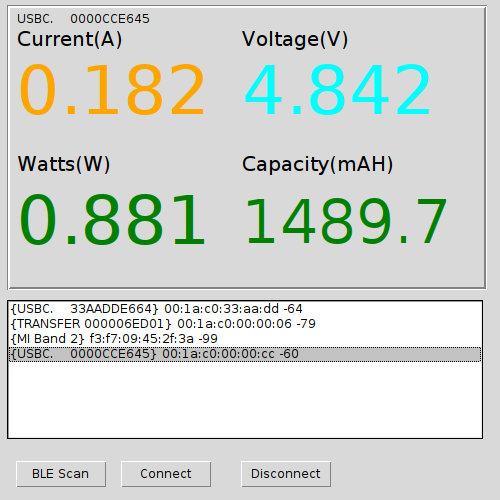 USBC. 0000CCE645
Current(A) Voltage(V)
0.182 4.842
Watts(W) Capacity(mAH)
0.881 1489.7
{USBC. 33AADDE664} 00:1a:c0:33:aa:dd -64
{TRANSFER 000006ED01} 00:1a:c0:00:00:06 -79
{MI Band 2} f3:f7:09:45:2f:3a -99
{USBC. 0000CCE645} 00:1a:c0:00:00:cc -60
BLE Scan Connect Disconnect